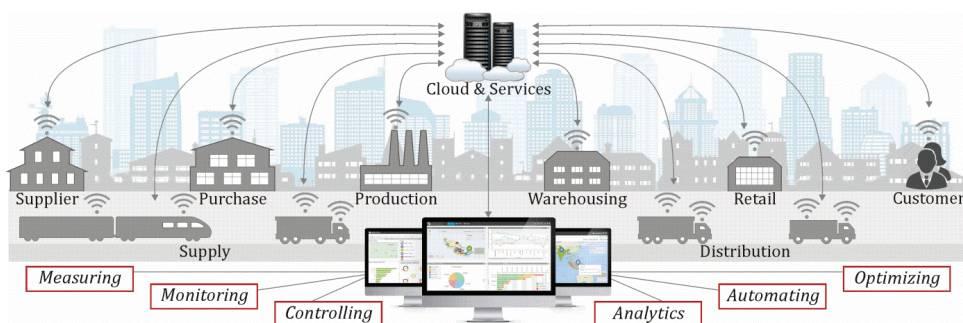 Cloud & Services
Supplier
Purchase
Production
Warehousing
Retail
Customer
Supply
Distribution
Measuring
Monitoring
Controlling
Analytics
Automating
Optimizing